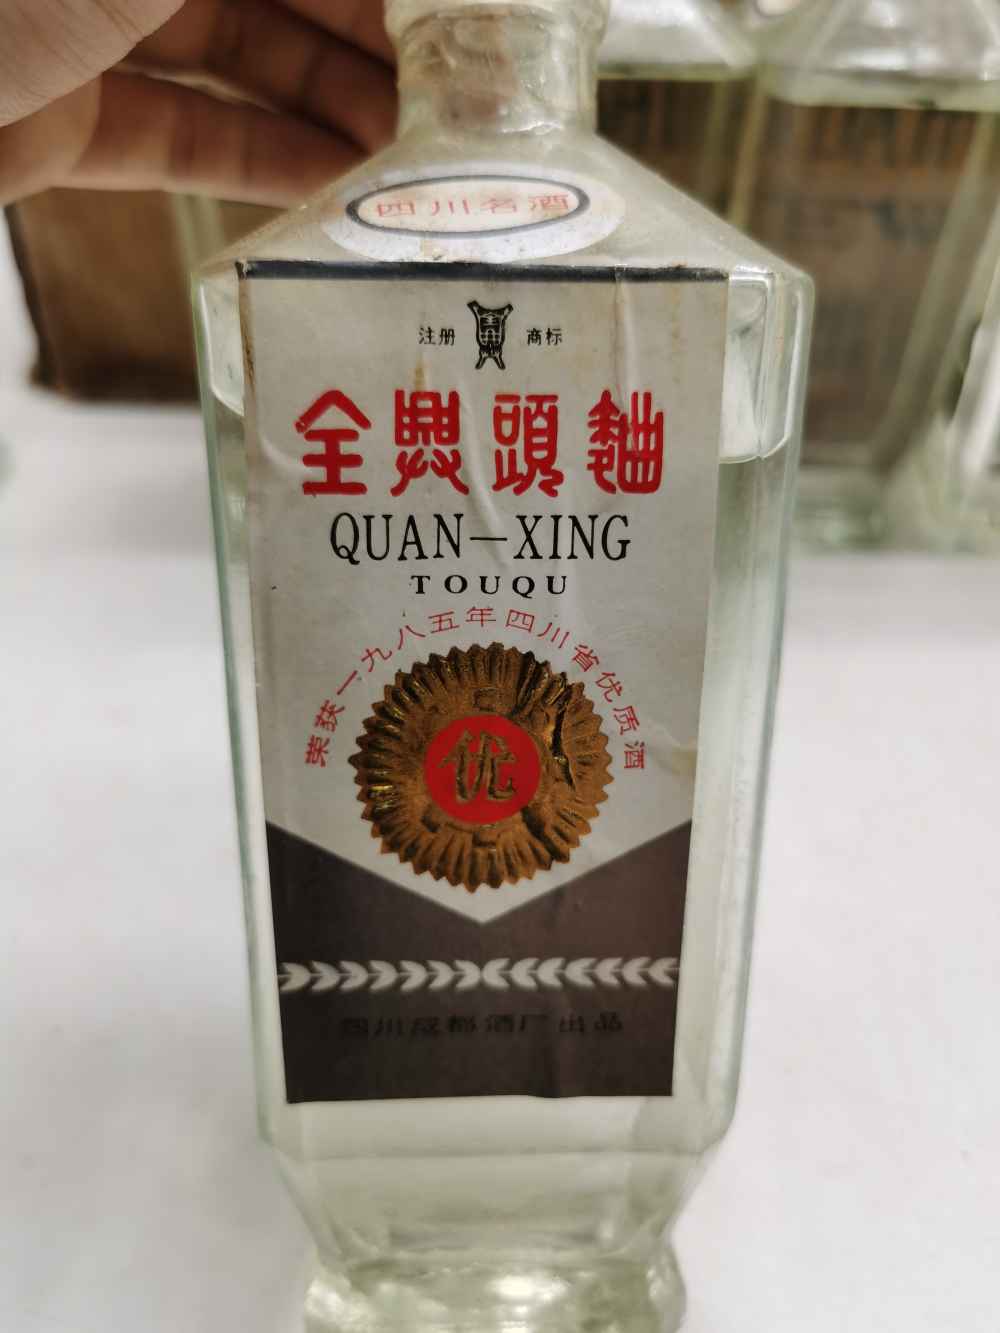 四川名酒
注册 商标
全興頭麯
QUAN—XING
TOUQU
荣获一九八五年四川省优质酒
优
四川成都酒厂出品